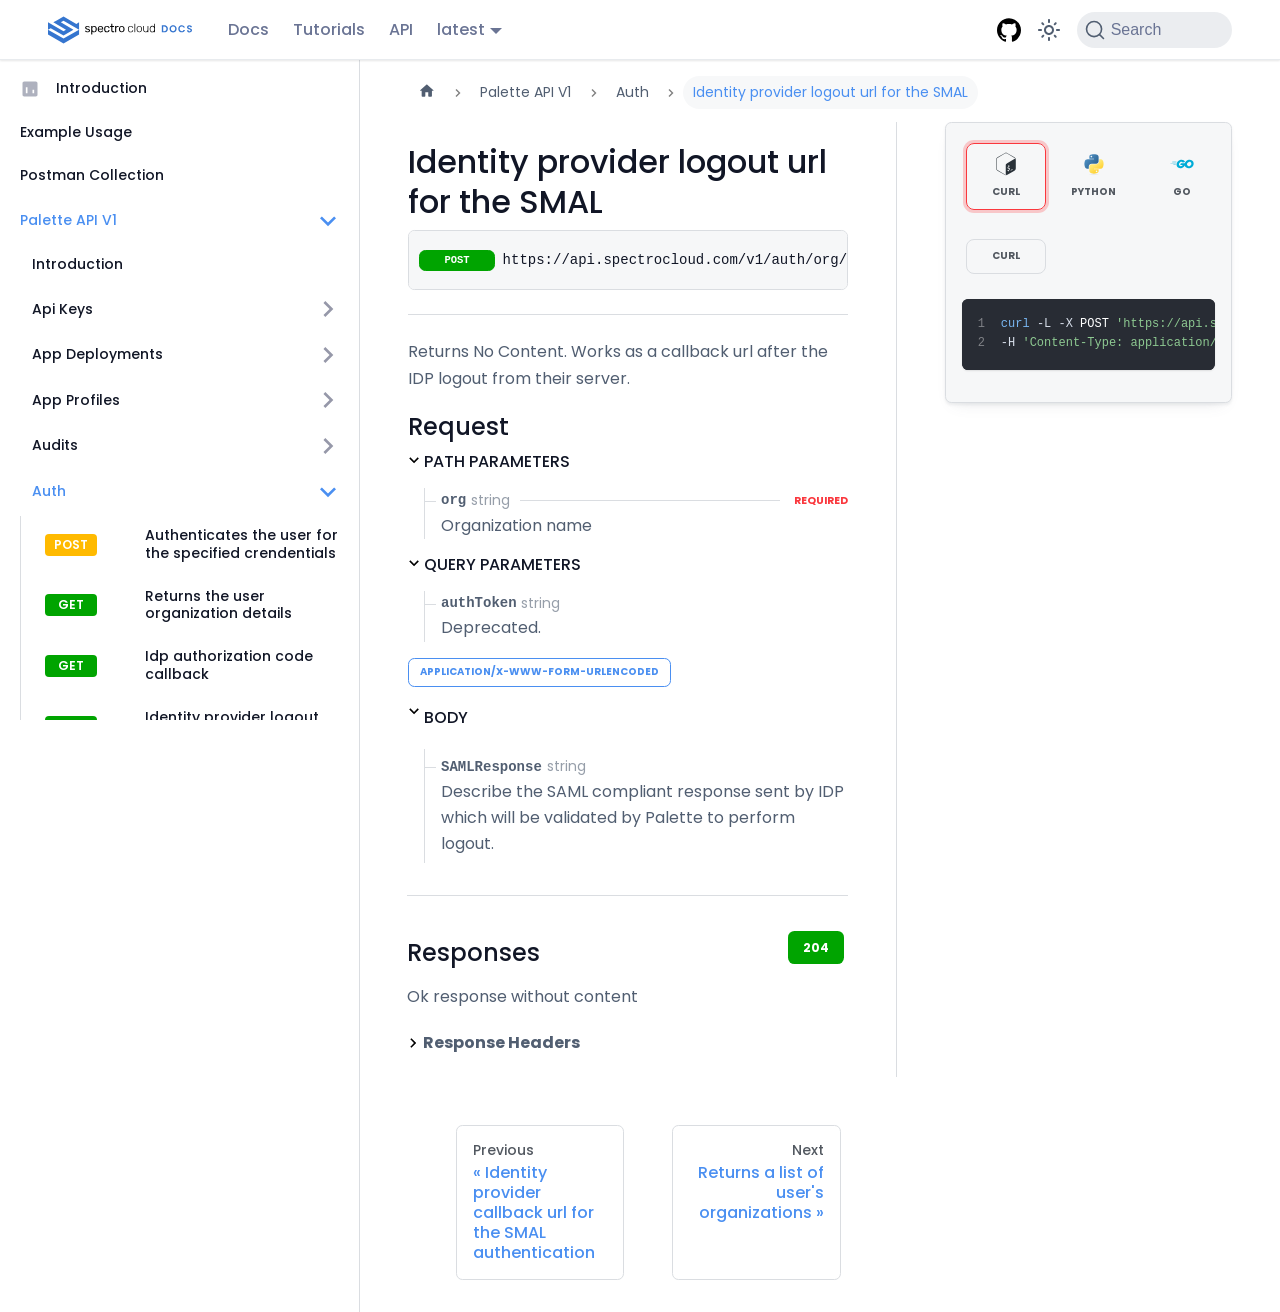 spectro cloud DOCS
Docs
Tutorials
API
latest
Search
Introduction
Example Usage
Postman Collection
Palette API V1
Introduction
Api Keys
App Deployments
App Profiles
Audits
Auth
POST Authenticates the user for
the specified crendentials
GET Returns the user
organization details
GET Idp authorization code
callback
Identity provider logout
Palette API V1
Auth
Identity provider logout url for the SMAL
Identity provider logout url
for the SMAL
POST https://api.spectrocloud.com/v1/auth/org/
Returns No Content. Works as a callback url after the
IDP logout from their server.
Request
PATH PARAMETERS
org string REQUIRED
Organization name
QUERY PARAMETERS
authToken string
Deprecated.
APPLICATION/X-WWW-FORM-URLENCODED
BODY
SAMLResponse string
Describe the SAML compliant response sent by IDP
which will be validated by Palette to perform
logout.
Responses
204
Ok response without content
Response Headers
Previous
« Identity
provider
callback url for
the SMAL
authentication
Next
Returns a list of
user's
organizations »
CURL
PYTHON
GO
CURL
1 curl -L -X POST 'https://api.s
2 -H 'Content-Type: application/